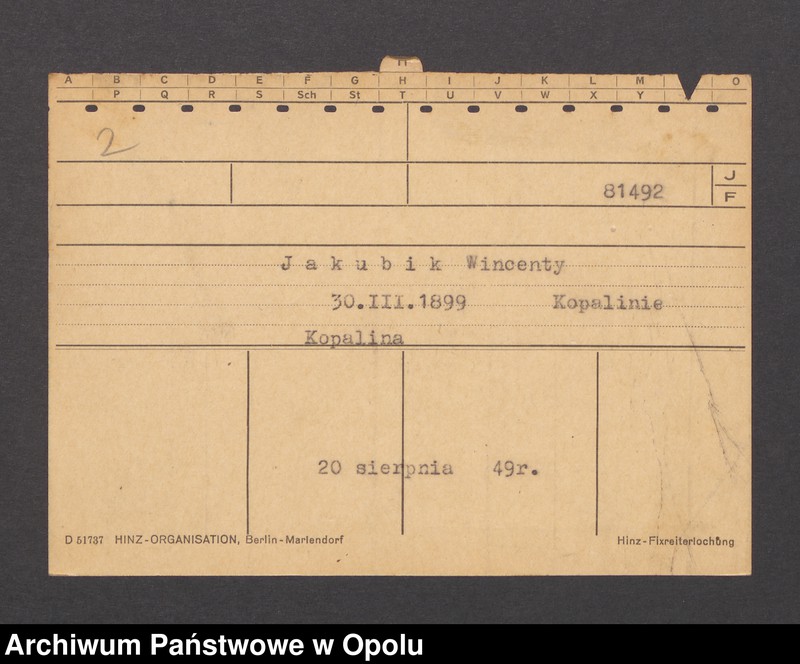 H
A B C D E F G H I J K L M O
P Q R S Sch St T U V W X Y
2
81492 J
F
Jakubik Wincenty
30.III.1899 Kopalinie
Kopalina
20 sierpnia 49r.
D 51737 HINZ-ORGANISATION, Berlin-Mariendorf Hinz-Fixreiterlochung
Archiwum Państwowe w Opolu